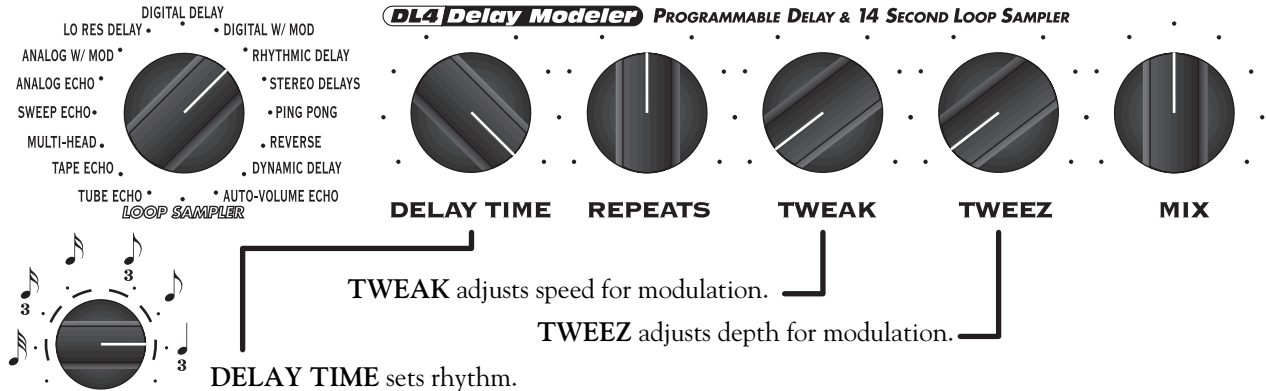 DL4 Delay Modeler PROGRAMMABLE DELAY & 14 SECOND LOOP SAMPLER
DIGITAL DELAY
LO RES DELAY
DIGITAL W/ MOD
ANALOG W/ MOD
RHYTHMIC DELAY
ANALOG ECHO
STEREO DELAYS
SWEEP ECHO
PING PONG
MULTI-HEAD
REVERSE
TAPE ECHO
DYNAMIC DELAY
TUBE ECHO
AUTO-VOLUME ECHO
LOOP SAMPLER
DELAY TIME REPEATS TWEAK TWEEZ MIX
3
3
3
TWEAK adjusts speed for modulation.
TWEEZ adjusts depth for modulation.
DELAY TIME sets rhythm.